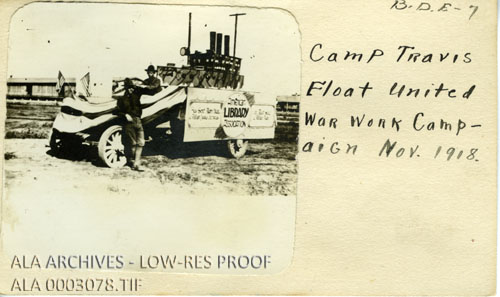 B-D.E-7
Camp Travis
Float United
War Work Camp-
aign Nov. 1918.
LIBRARY
ASSOCIATION
ALA ARCHIVES - LOW-RES PROOF
ALA 0003078.TIF